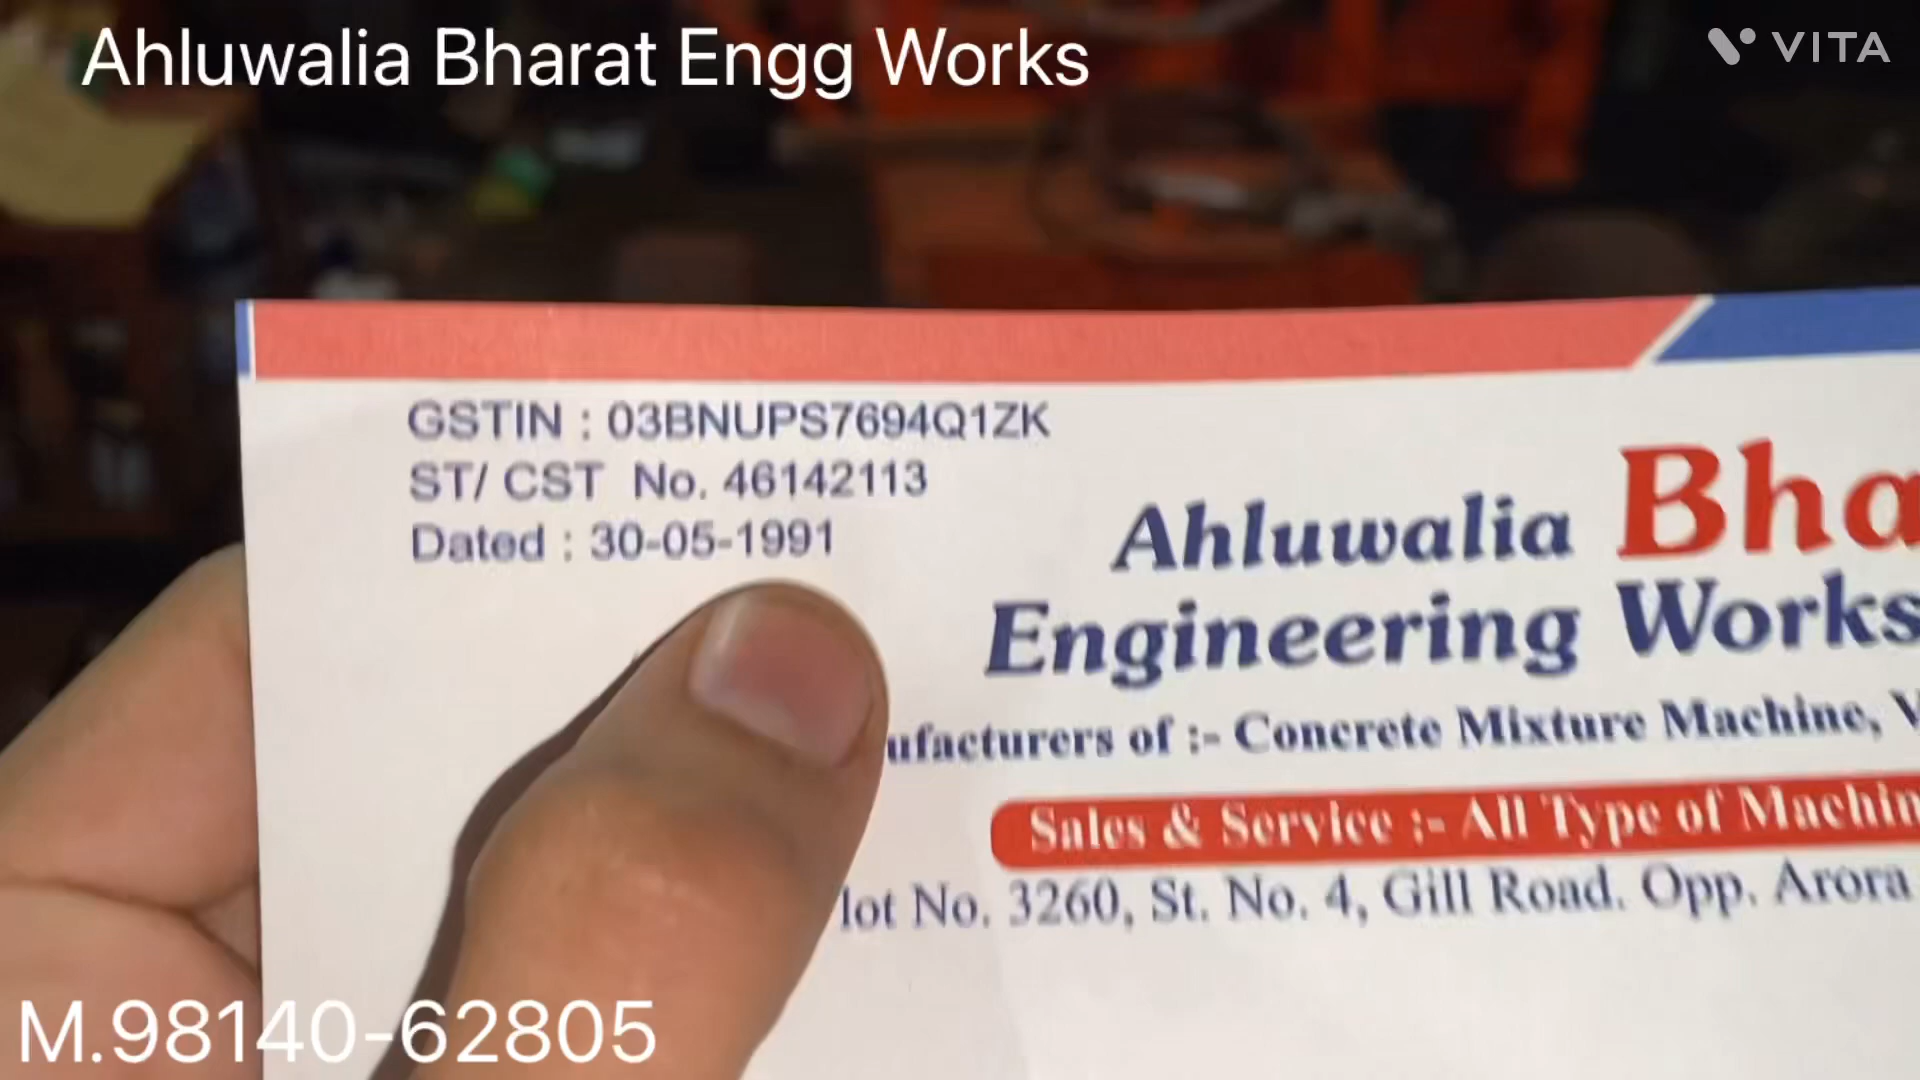 Ahluwalia Bharat Engg Works
VITA
GSTIN : 03BNUPS7694Q1ZK
ST/ CST No. 46142113
Dated : 30-05-1991
Ahluwalia Bha
Engineering Works
ufacturers of :- Concrete Mixture Machine, V
Sales & Service :- All Type of Machin
lot No. 3260, St. No. 4, Gill Road. Opp. Arora
M.98140-62805